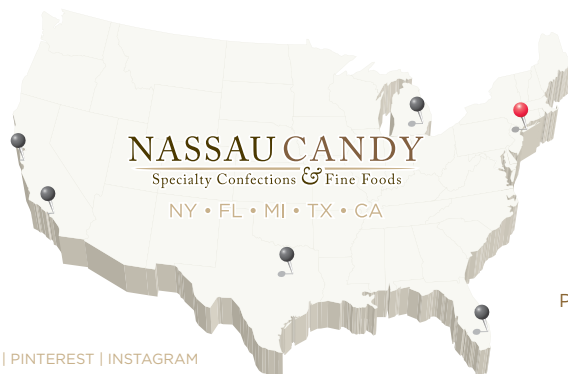 NASSAU CANDY
Specialty Confections & Fine Foods
NY • FL • MI • TX • CA
P
| PINTEREST | INSTAGRAM